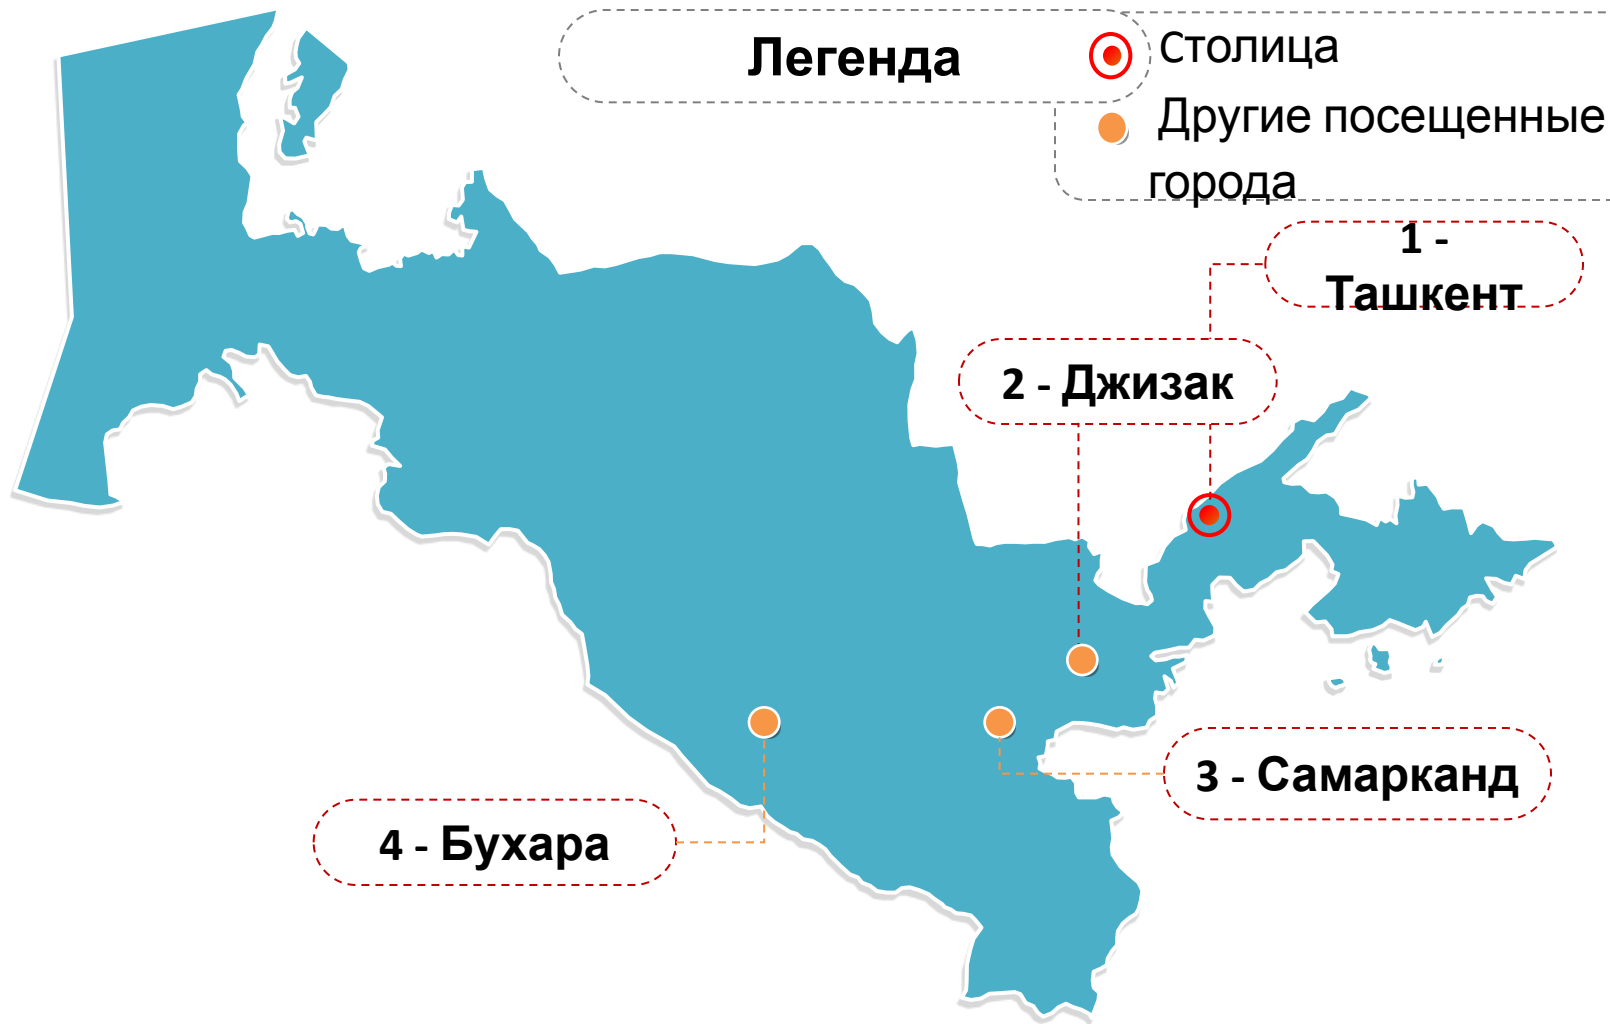 Легенда
Столица
Другие посещенные
города
1 -
Ташкент
2 - Джизак
3 - Самарканд
4 - Бухара